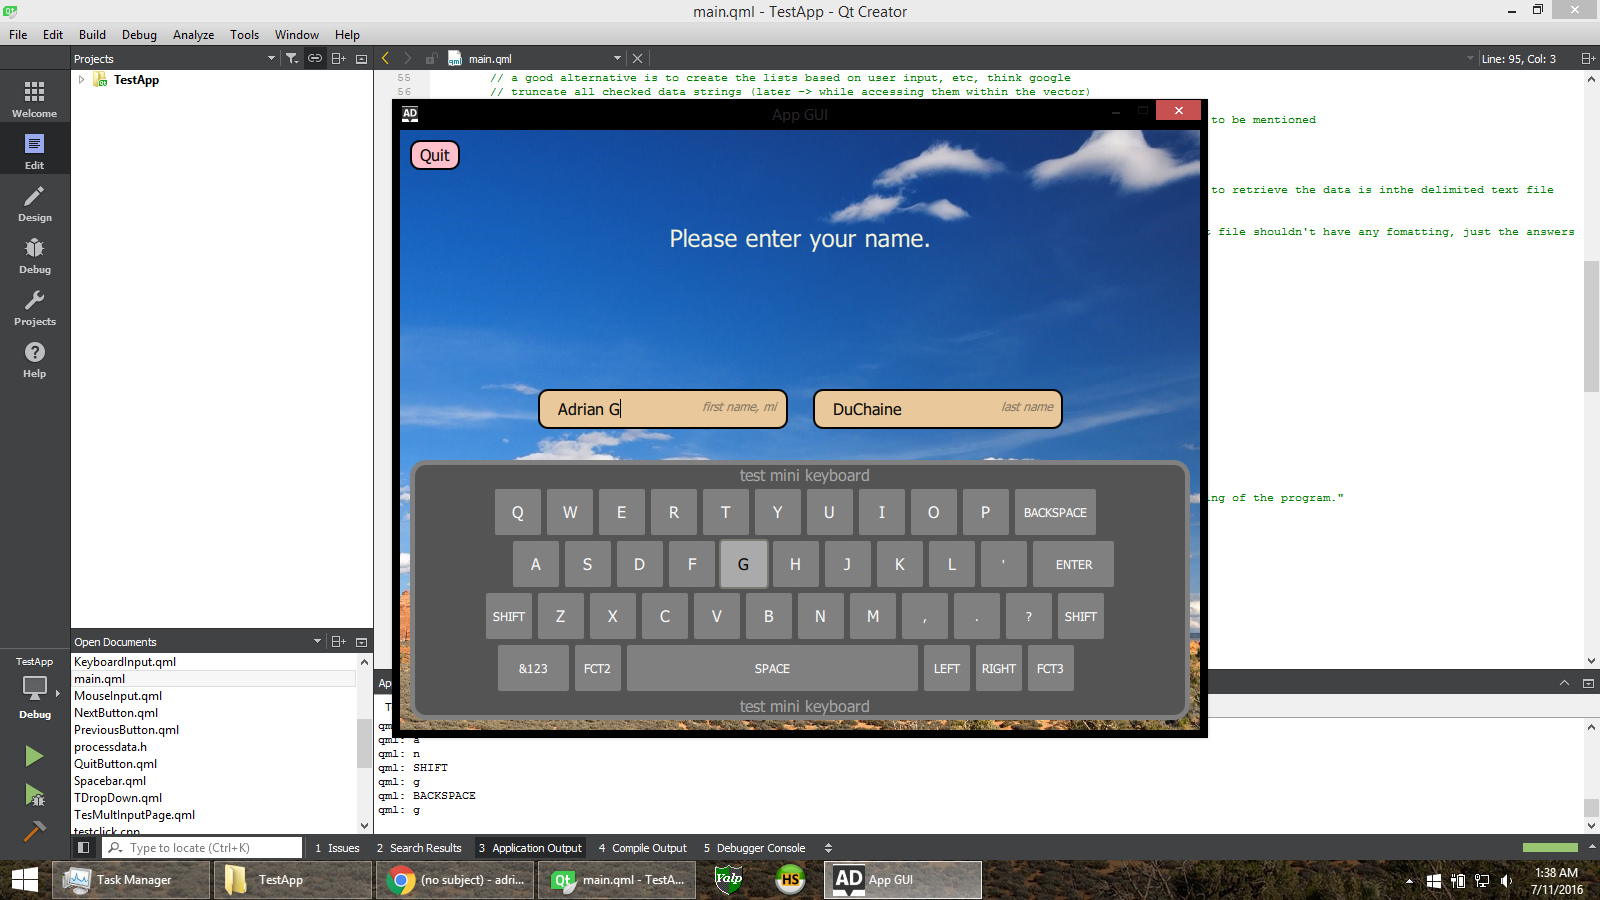 main.qml - TestApp - Qt Creator
File Edit Build Debug Analyze Tools Window Help
Projects
main.qml
Line: 95, Col: 3
TestApp
Welcome
Edit
Design
Debug
Projects
Help
55 // a good alternative is to create the lists based on user input, etc, think google
56 // truncate all checked data strings (later -> while accessing them within the vector)
to be mentioned
to retrieve the data is inthe delimited text file
file shouldn't have any fomatting, just the answers
ng of the program."
AD App GUI
Quit
Please enter your name.
Adrian G first name, mi
DuChaine last name
test mini keyboard
Q W E R T Y U I O P BACKSPACE
A S D F G H J K L ' ENTER
SHIFT Z X C V B N M , . ? SHIFT
&123 FCT2 SPACE LEFT RIGHT FCT3
test mini keyboard
Open Documents
KeyboardInput.qml
main.qml
MouseInput.qml
NextButton.qml
PreviousButton.qml
processdata.h
QuitButton.qml
Spacebar.qml
TDropDown.qml
TesMultInputPage.qml
testclick.cpp
TestApp
Debug
Ap
T
qm
qml: a
qml: n
qml: SHIFT
qml: g
qml: BACKSPACE
qml: g
Type to locate (Ctrl+K)
1 Issues 2 Search Results 3 Application Output 4 Compile Output 5 Debugger Console
Task Manager
TestApp
(no subject) - adri...
main.qml - TestA...
Yalp
HS
AD App GUI
1:38 AM
7/11/2016